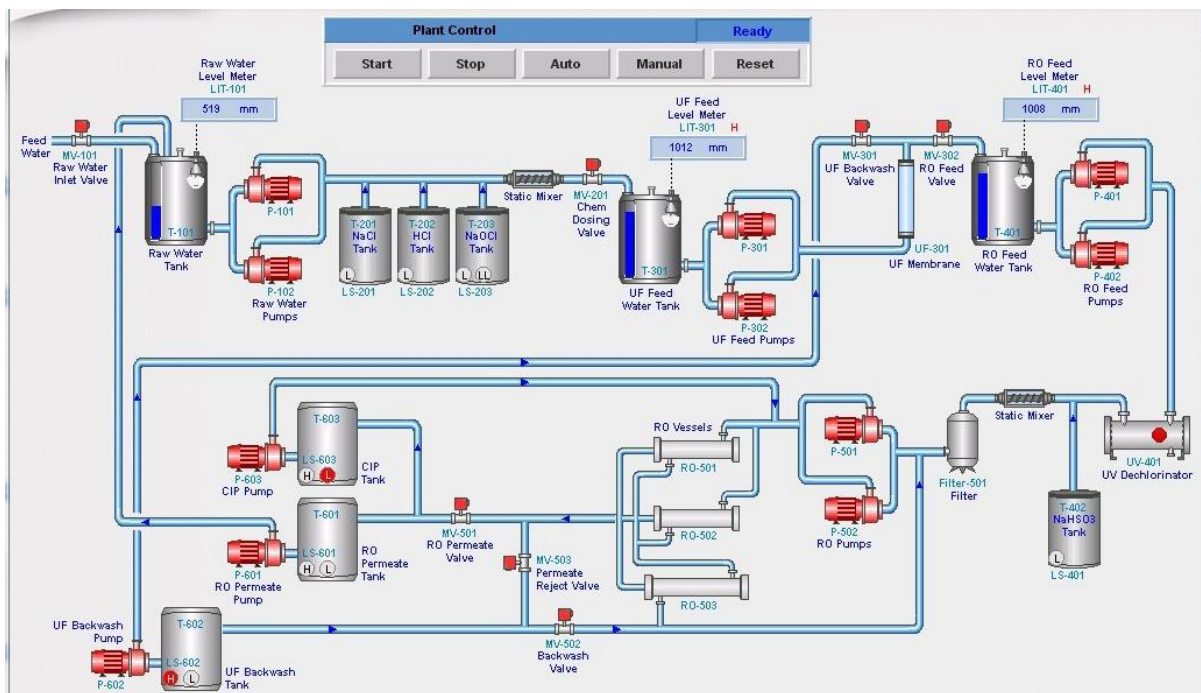 Plant Control
Ready
Start
Stop
Auto
Manual
Reset
Raw Water
Level Meter
LIT-101
519 mm
UF Feed
Level Meter
LIT-301 H
1012 mm
RO Feed
Level Meter
LIT-401 H
1008 mm
Feed
Water
MV-101
Raw Water
Inlet Valve
T-101
Raw Water
Tank
P-101
P-102
Raw Water
Pumps
T-201
NaCl
Tank
L
LS-201
T-202
HCl
Tank
L
LS-202
T-203
NaOCl
Tank
L
LL
LS-203
Static Mixer
MV-201
Chem
Dosing
Valve
T-301
UF Feed
Water Tank
P-301
P-302
UF Feed Pumps
MV-301
UF Backwash
Valve
MV-302
RO Feed
Valve
UF-301
UF Membrane
T-401
RO Feed
Water Tank
P-401
P-402
RO Feed
Pumps
T-603
LS-603
H
L
CIP
Tank
P-603
CIP Pump
T-601
LS-601
H
L
RO
Permeate
Tank
P-601
RO Permeate
Pump
MV-501
RO Permeate
Valve
MV-503
Permeate
Reject Valve
RO Vessels
RO-501
RO-502
RO-503
P-501
P-502
RO Pumps
Filter-501
Filter
Static Mixer
UV-401
UV Dechlorinator
T-402
NaHSO3
Tank
L
LS-401
UF Backwash
Pump
P-602
T-602
LS-602
H
L
UF Backwash
Tank
MV-502
Backwash
Valve